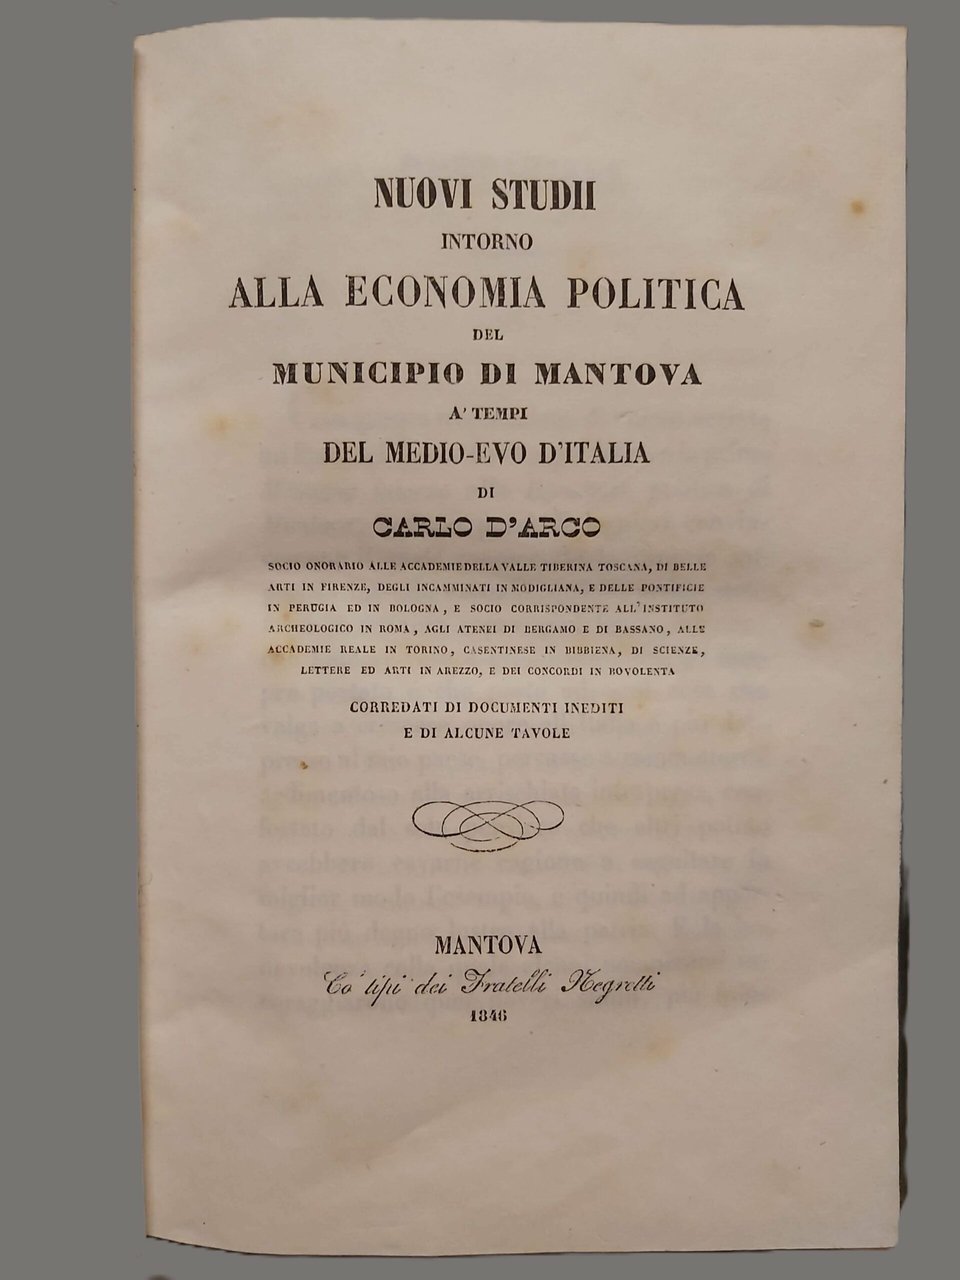 NUOVI STUDII
INTORNO
ALLA ECONOMIA POLITICA
DEL
MUNICIPIO DI MANTOVA
A' TEMPI
DEL MEDIO-EVO D'ITALIA
DI
CARLO D'ARCO
SOCIO ONORARIO ALLE ACCADEMIE DELLA VALLE TIBERINA TOSCANA, DI BELLE
ARTI IN FIRENZE, DEGLI INCAMMINATI IN MODIGLIANA, E DELLE PONTIFICIE
IN PERUGIA ED IN BOLOGNA, E SOCIO CORRISPONDENTE ALL'INSTITUTO
ARCHEOLOGICO IN ROMA, AGLI ATENEI DI BERGAMO E DI BASSANO, ALLE
ACCADEMIE REALE IN TORINO, CASENTINESE IN BIBBIENA, DI SCIENZE,
LETTERE ED ARTI IN AREZZO, E DEI CONCORDI IN BOVOLENTA
CORREDATI DI DOCUMENTI INEDITI
E DI ALCUNE TAVOLE
MANTOVA
Co' tipi dei Fratelli Negretti
1846